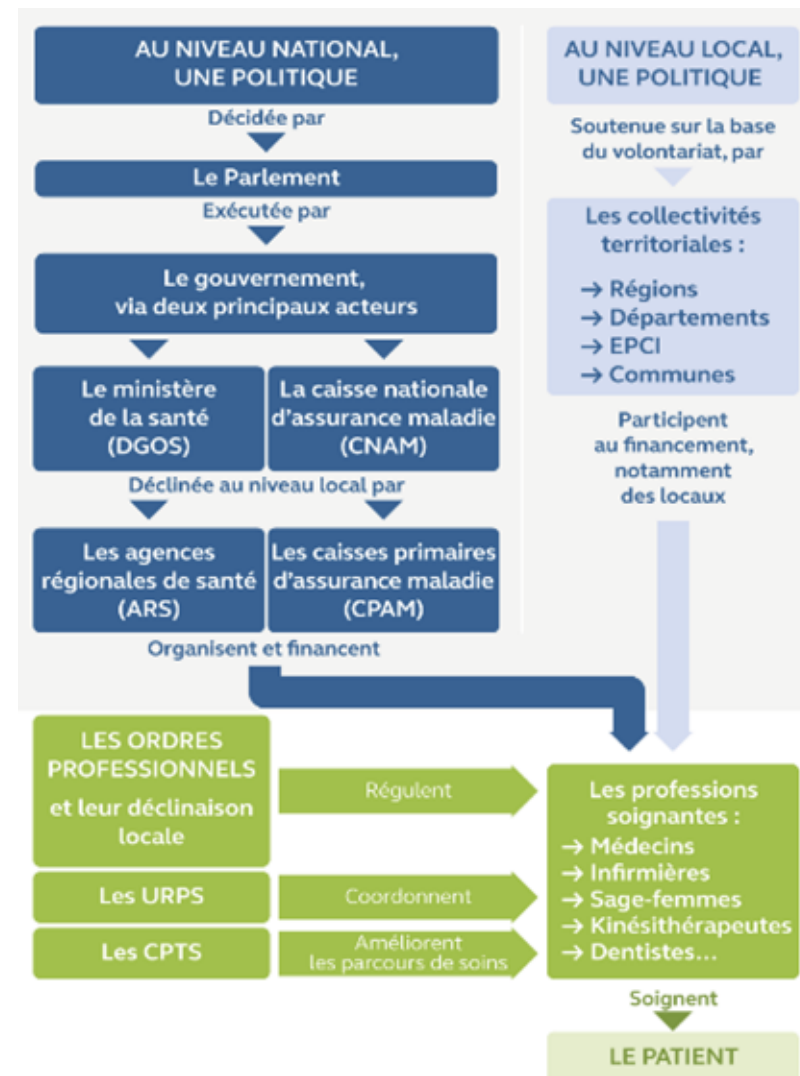 AU NIVEAU NATIONAL,
UNE POLITIQUE
Décidée par
Le Parlement
Exécutée par
Le gouvernement,
via deux principaux acteurs
Le ministère
de la santé
(DGOS)
La caisse nationale
d'assurance maladie
(CNAM)
Déclinée au niveau local par
Les agences
régionales de santé
(ARS)
Les caisses primaires
d'assurance maladie
(CPAM)
Organisent et financent
AU NIVEAU LOCAL,
UNE POLITIQUE
Soutenue sur la base
du volontariat, par
Les collectivités
territoriales :
→ Régions
→ Départements
→ EPCI
→ Communes
Participent
au financement,
notamment
des locaux
LES ORDRES
PROFESSIONNELS
et leur déclinaison
locale
Régulent
Les URPS
Coordonnent
Les CPTS
Améliorent
les parcours de soins
Les professions
soignantes :
→ Médecins
→ Infirmières
→ Sage-femmes
→ Kinésithérapeutes
→ Dentistes...
Soignent
LE PATIENT